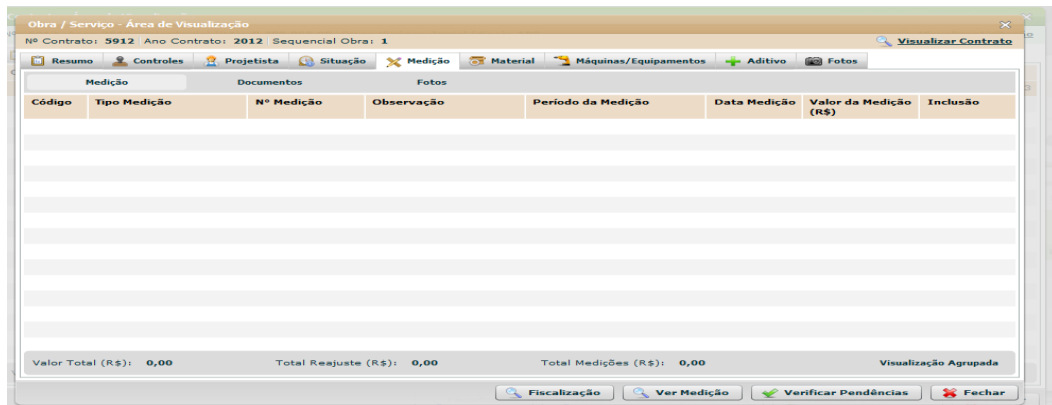 Obra / Serviço - Área de Visualização
Nº Contrato: 5912 Ano Contrato: 2012 Sequencial Obra: 1 Visualizar Contrato
Resumo Controles Projetista Situação Medição Material Máquinas/Equipamentos Aditivo Fotos
Medição Documentos Fotos
Código Tipo Medição Nº Medição Observação Período da Medição Data Medição Valor da Medição (R$) Inclusão
Valor Total (R$): 0,00 Total Reajuste (R$): 0,00 Total Medições (R$): 0,00 Visualização Agrupada
Fiscalização Ver Medição Verificar Pendências Fechar